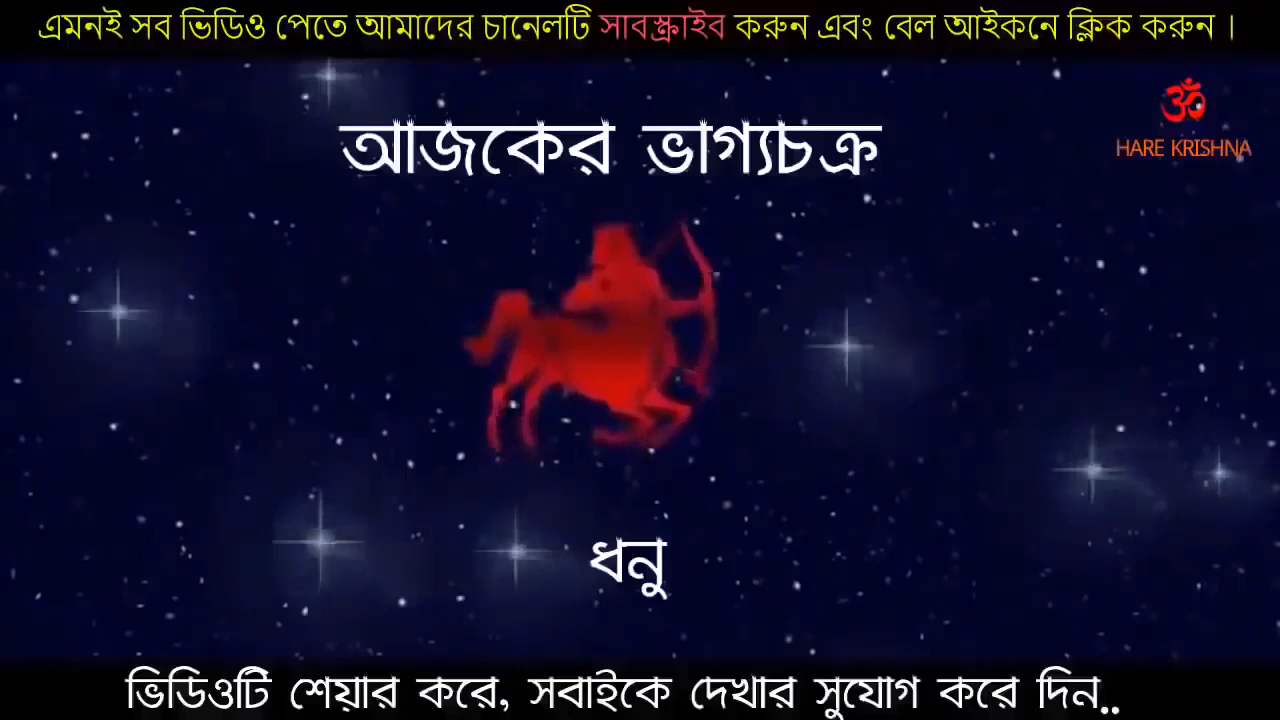 এমনই সব ভিডিও পেতে আমাদের চানেলটি সাবস্ক্রাইব করুন এবং বেল আইকনে ক্লিক করুন ।
আজকের ভাগ্যচক্র
ॐ
HARE KRISHNA
ধনু
ভিডিওটি শেয়ার করে, সবাইকে দেখার সুযোগ করে দিন..